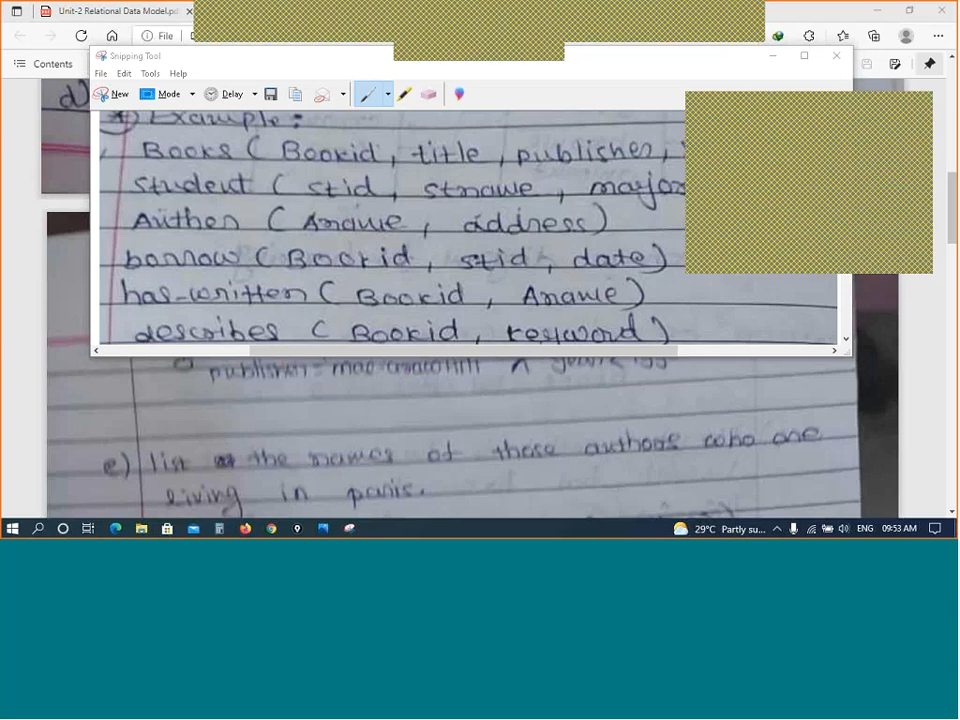 Unit-2 Relational Data Model.pdf
File
Contents
Snipping Tool
File Edit Tools Help
New Mode Delay
Example:
Books ( Bookid, title, publisher,
Student ( stid, stname, major
Auther ( Aname, address)
borrow ( Bookid, stid, date)
has-written ( Bookid, Aname)
describes ( Bookid, keyword)
e) list the names of those authors who are
living in paris.
29°C Partly su... ENG 09:53 AM